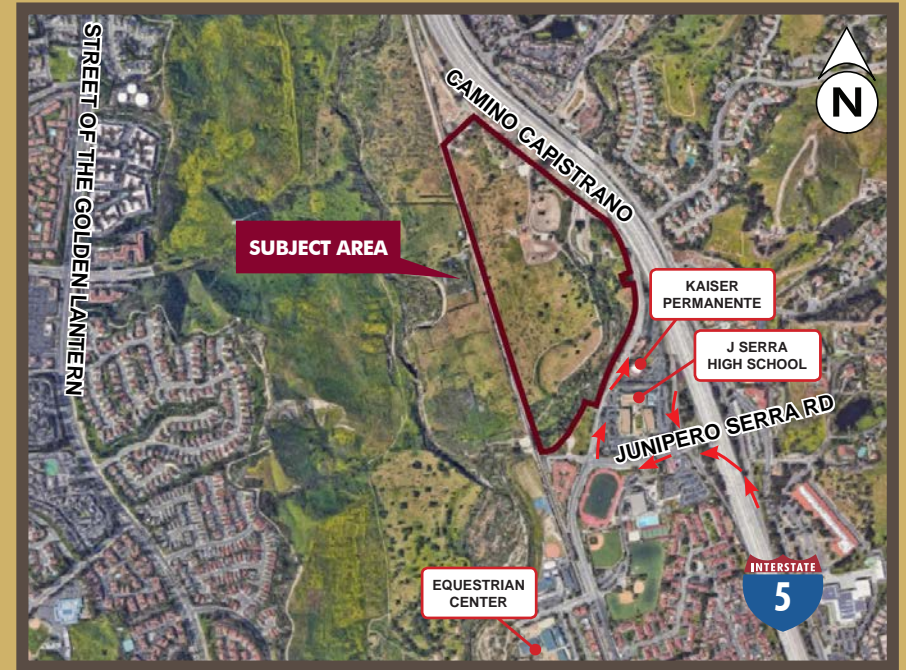 STREET OF THE GOLDEN LANTERN
CAMINO CAPISTRANO
N
SUBJECT AREA
KAISER
PERMANENTE
J SERRA
HIGH SCHOOL
JUNIPERO SERRA RD
EQUESTRIAN
CENTER
INTERSTATE
5